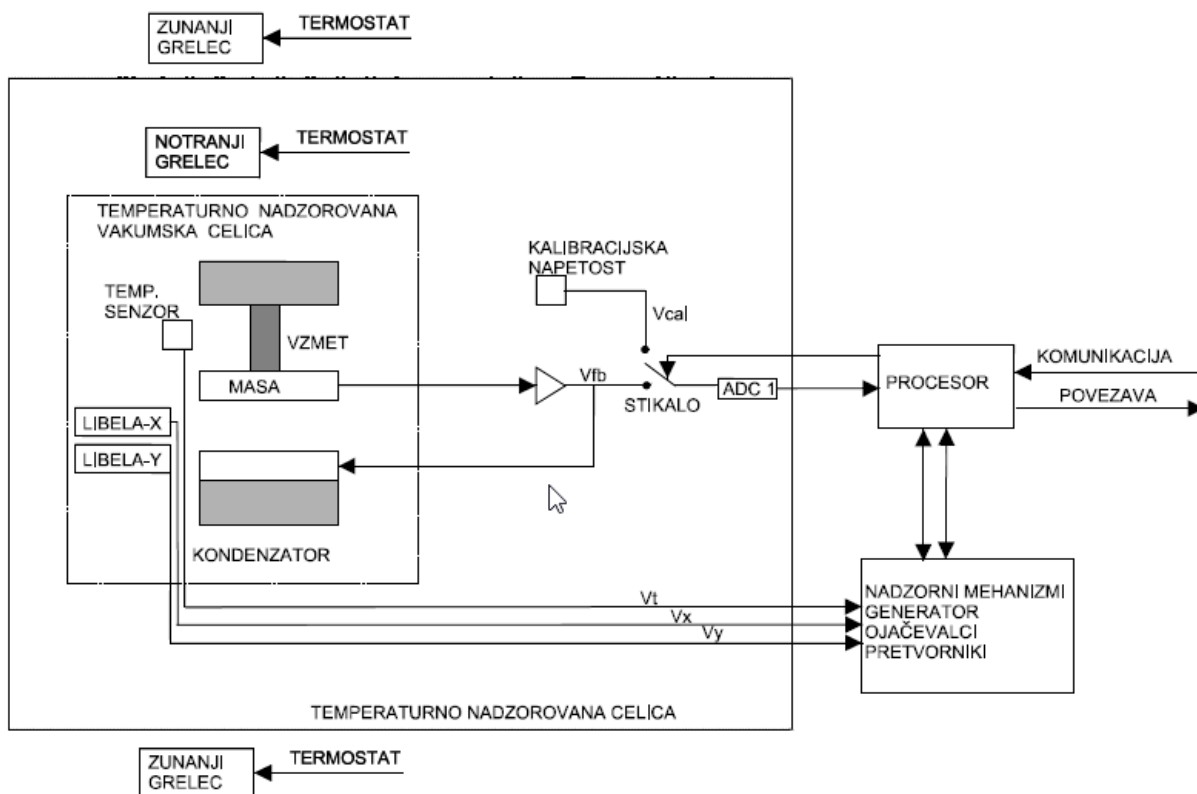 ZUNANJI
GRELEC
TERMOSTAT
NOTRANJI
GRELEC
TERMOSTAT
TEMPERATURNO NADZOROVANA
VAKUMSKA CELICA
TEMP.
SENZOR
VZMET
MASA
LIBELA-X
LIBELA-Y
KONDENZATOR
KALIBRACIJSKA
NAPETOST
Vcal
Vfb
STIKALO
ADC 1
PROCESOR
KOMUNIKACIJA
POVEZAVA
Vt
Vx
Vy
NADZORNI MEHANIZMI
GENERATOR
OJAČEVALCI
PRETVORNIKI
TEMPERATURNO NADZOROVANA CELICA
ZUNANJI
GRELEC
TERMOSTAT